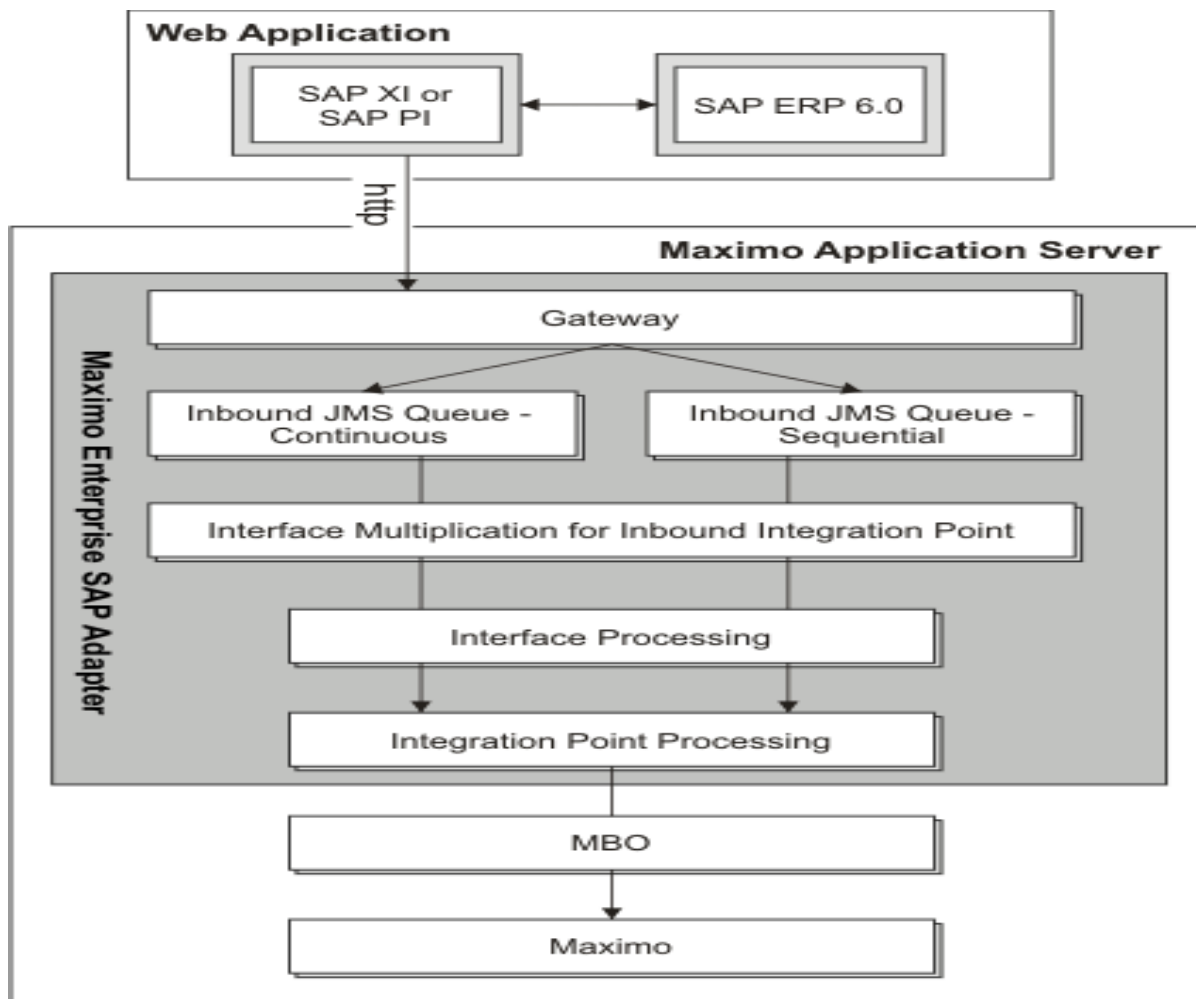 Web Application
SAP XI or
SAP PI
SAP ERP 6.0
http
Maximo Application Server
Maximo Enterprise SAP Adapter
Gateway
Inbound JMS Queue -
Continuous
Inbound JMS Queue -
Sequential
Interface Multiplication for Inbound Integration Point
Interface Processing
Integration Point Processing
MBO
Maximo